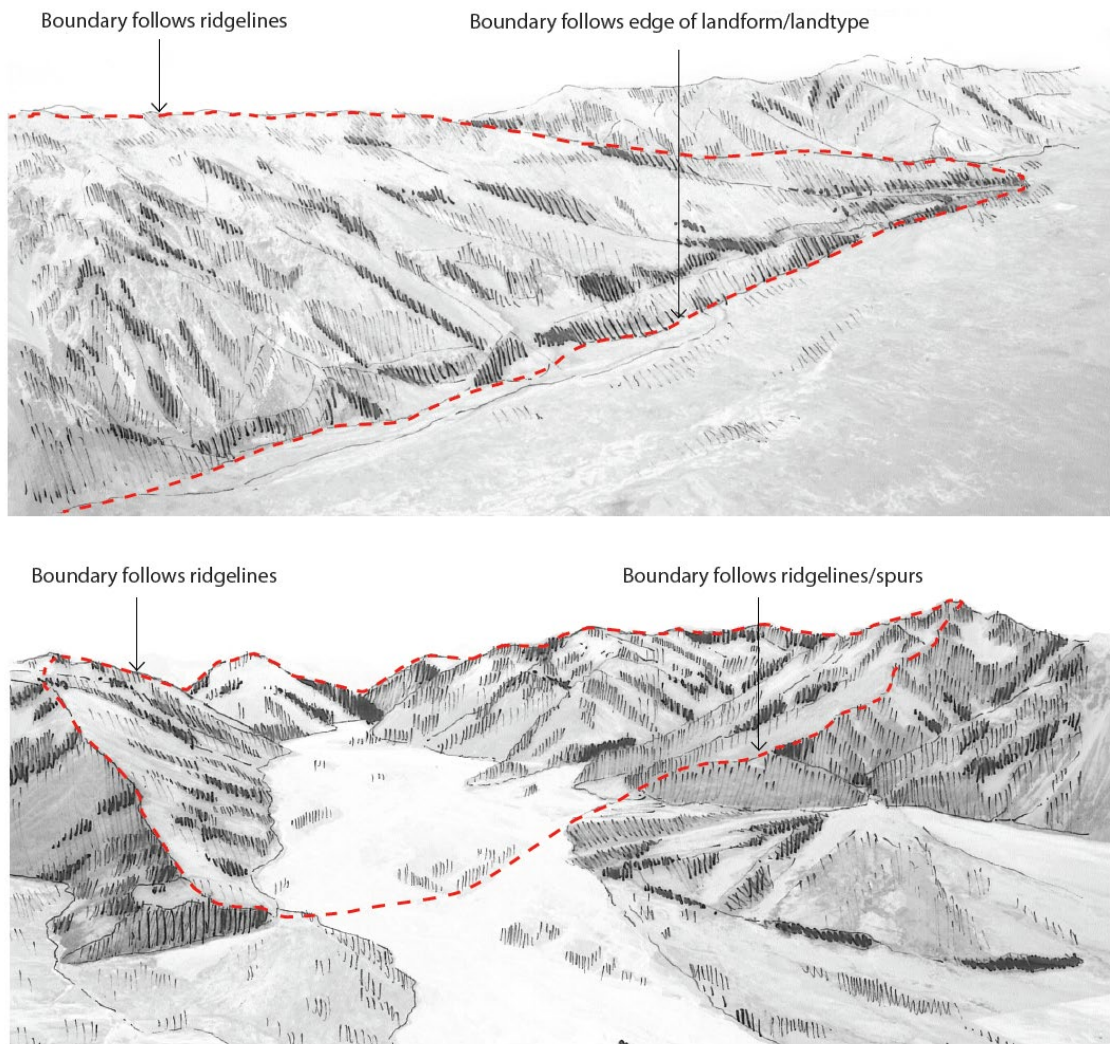 Boundary follows ridgelines
Boundary follows edge of landform/landtype
Boundary follows ridgelines
Boundary follows ridgelines/spurs